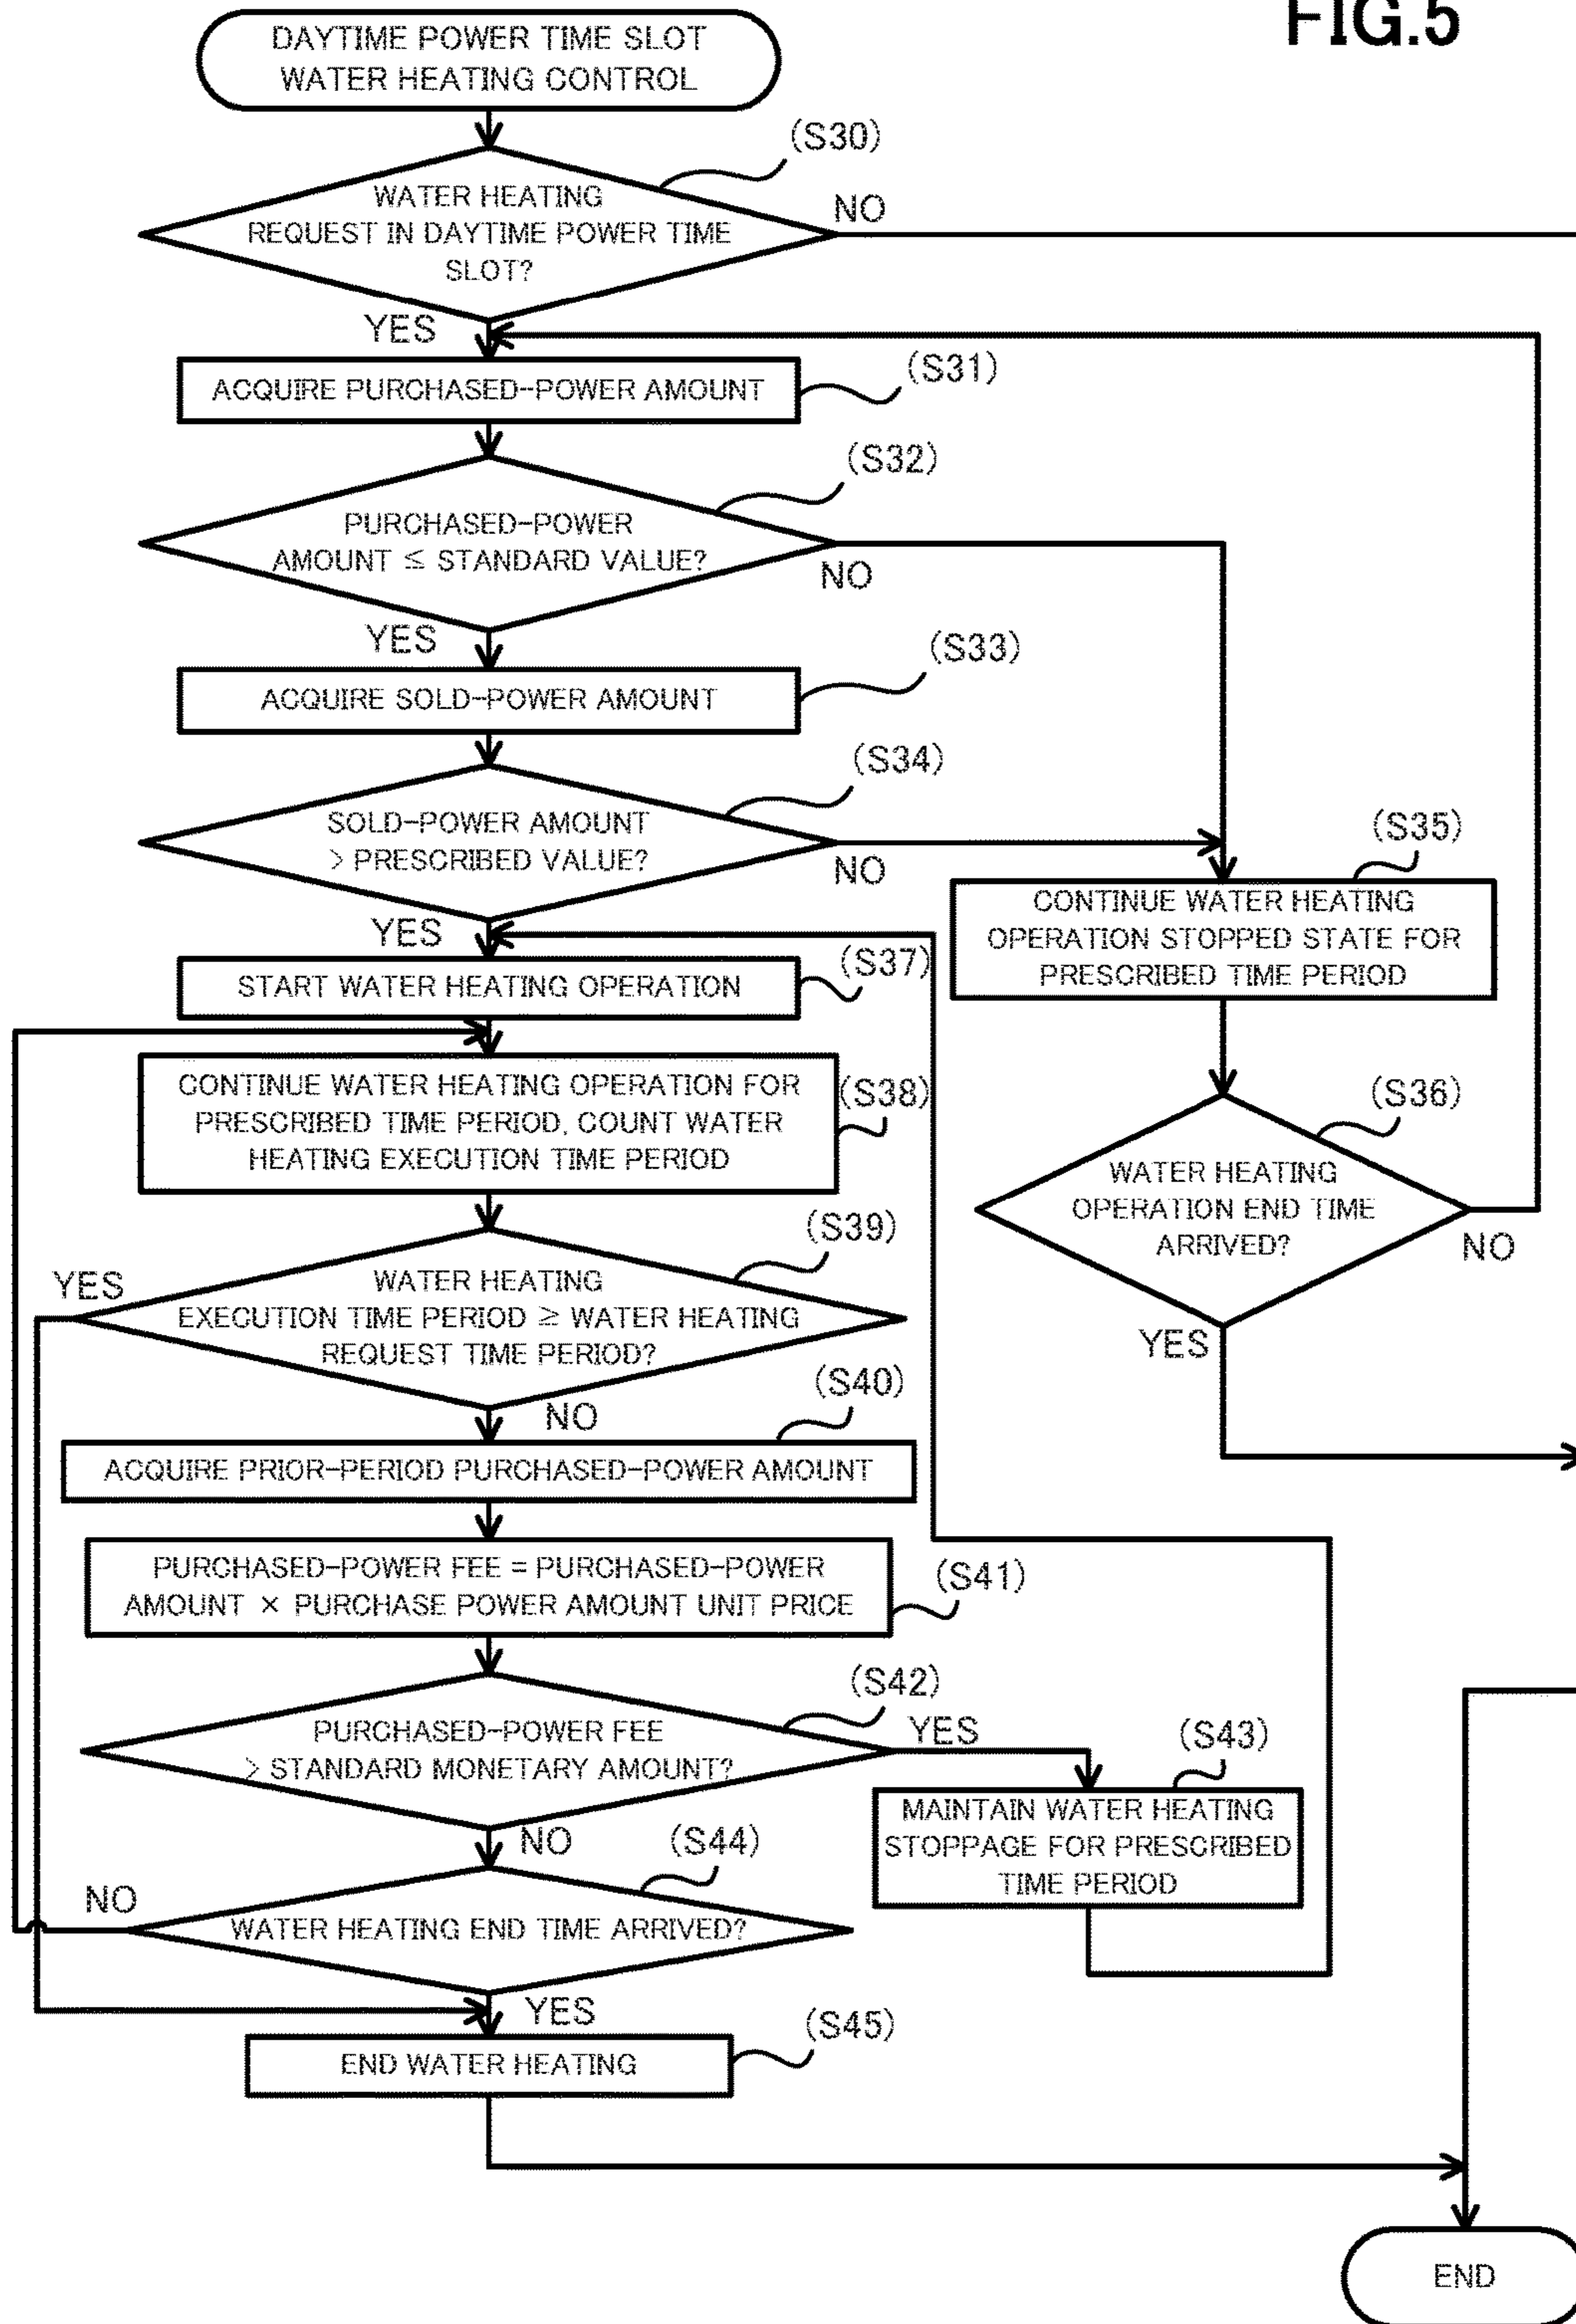 FIG.5
DAYTIME POWER TIME SLOT
WATER HEATING CONTROL
(S30)
WATER HEATING
REQUEST IN DAYTIME POWER TIME
SLOT?
NO
YES
(S31)
ACQUIRE PURCHASED-POWER AMOUNT
(S32)
PURCHASED-POWER
AMOUNT ≤ STANDARD VALUE?
NO
YES
(S33)
ACQUIRE SOLD-POWER AMOUNT
(S34)
SOLD-POWER AMOUNT
> PRESCRIBED VALUE?
NO
YES
(S35)
CONTINUE WATER HEATING
OPERATION STOPPED STATE FOR
PRESCRIBED TIME PERIOD
(S37)
START WATER HEATING OPERATION
(S38)
CONTINUE WATER HEATING OPERATION FOR
PRESCRIBED TIME PERIOD, COUNT WATER
HEATING EXECUTION TIME PERIOD
(S36)
WATER HEATING
OPERATION END TIME
ARRIVED?
NO
YES
(S39)
YES
WATER HEATING
EXECUTION TIME PERIOD ≥ WATER HEATING
REQUEST TIME PERIOD?
NO
(S40)
ACQUIRE PRIOR-PERIOD PURCHASED-POWER AMOUNT
(S41)
PURCHASED-POWER FEE = PURCHASED-POWER
AMOUNT × PURCHASE POWER AMOUNT UNIT PRICE
(S42)
PURCHASED-POWER FEE
> STANDARD MONETARY AMOUNT?
YES
NO
(S43)
MAINTAIN WATER HEATING
STOPPAGE FOR PRESCRIBED
TIME PERIOD
(S44)
NO
WATER HEATING END TIME ARRIVED?
YES
(S45)
END WATER HEATING
END